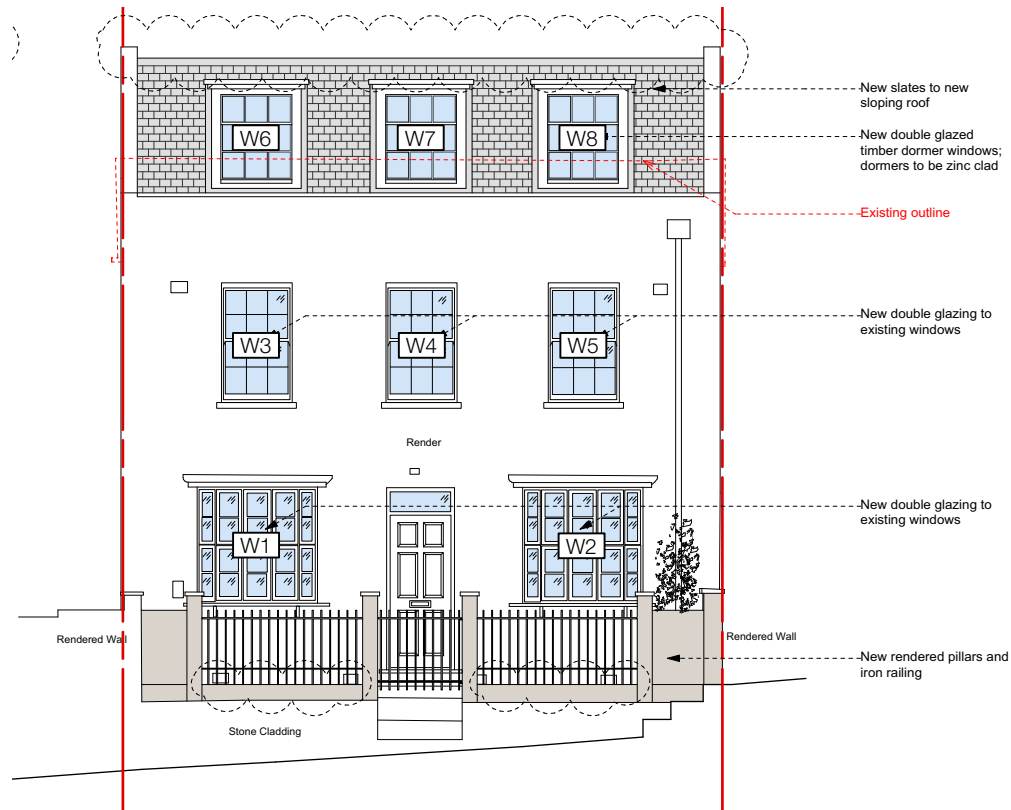 New slates to new
sloping roof
W6
W7
W8
New double glazed
timber dormer windows;
dormers to be zinc clad
Existing outline
New double glazing to
existing windows
W3
W4
W5
Render
New double glazing to
existing windows
W1
W2
Rendered Wall
Rendered Wall
New rendered pillars and
iron railing
Stone Cladding